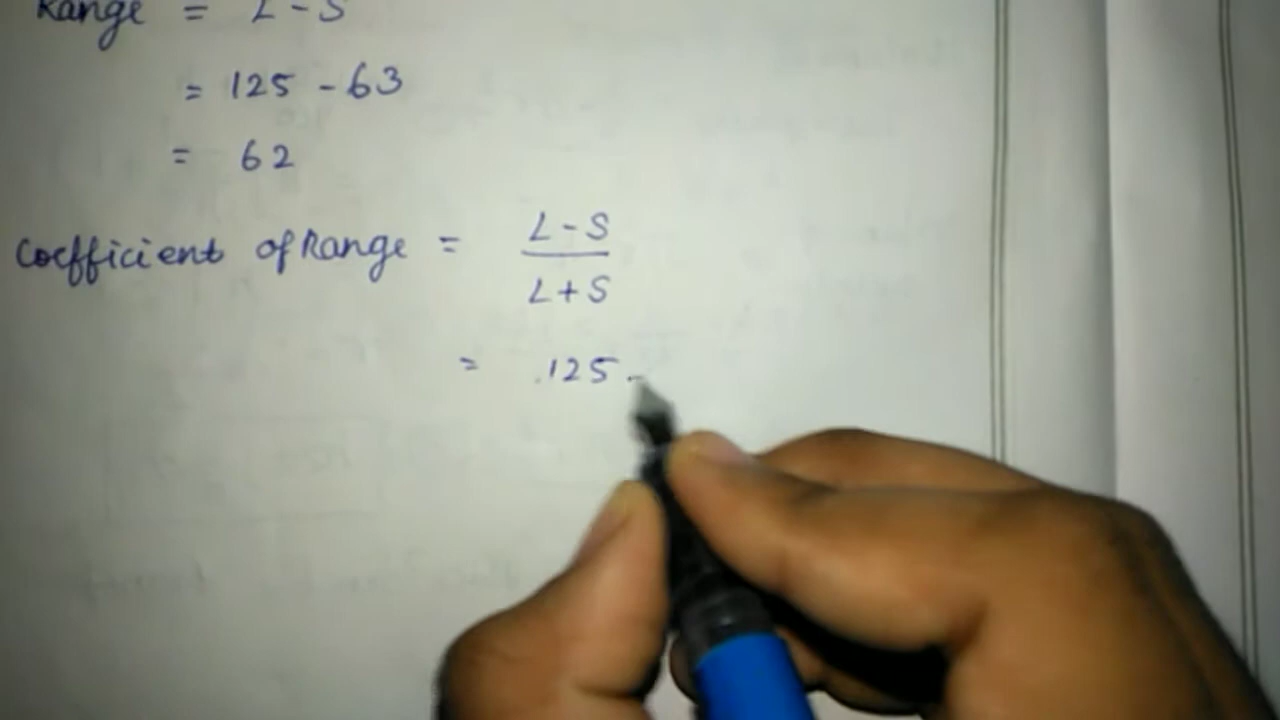 Range = L - S
= 125 - 63
= 62
Coefficient of Range = L - S
L + S
= 125 -